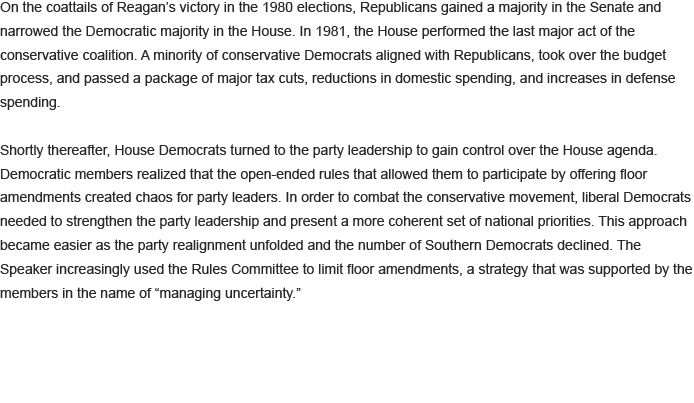 On the coattails of Reagan’s victory in the 1980 elections, Republicans gained a majority in the Senate and
narrowed the Democratic majority in the House. In 1981, the House performed the last major act of the
conservative coalition. A minority of conservative Democrats aligned with Republicans, took over the budget
process, and passed a package of major tax cuts, reductions in domestic spending, and increases in defense
spending.
Shortly thereafter, House Democrats turned to the party leadership to gain control over the House agenda.
Democratic members realized that the open-ended rules that allowed them to participate by offering floor
amendments created chaos for party leaders. In order to combat the conservative movement, liberal Democrats
needed to strengthen the party leadership and present a more coherent set of national priorities. This approach
became easier as the party realignment unfolded and the number of Southern Democrats declined. The
Speaker increasingly used the Rules Committee to limit floor amendments, a strategy that was supported by the
members in the name of “managing uncertainty.”